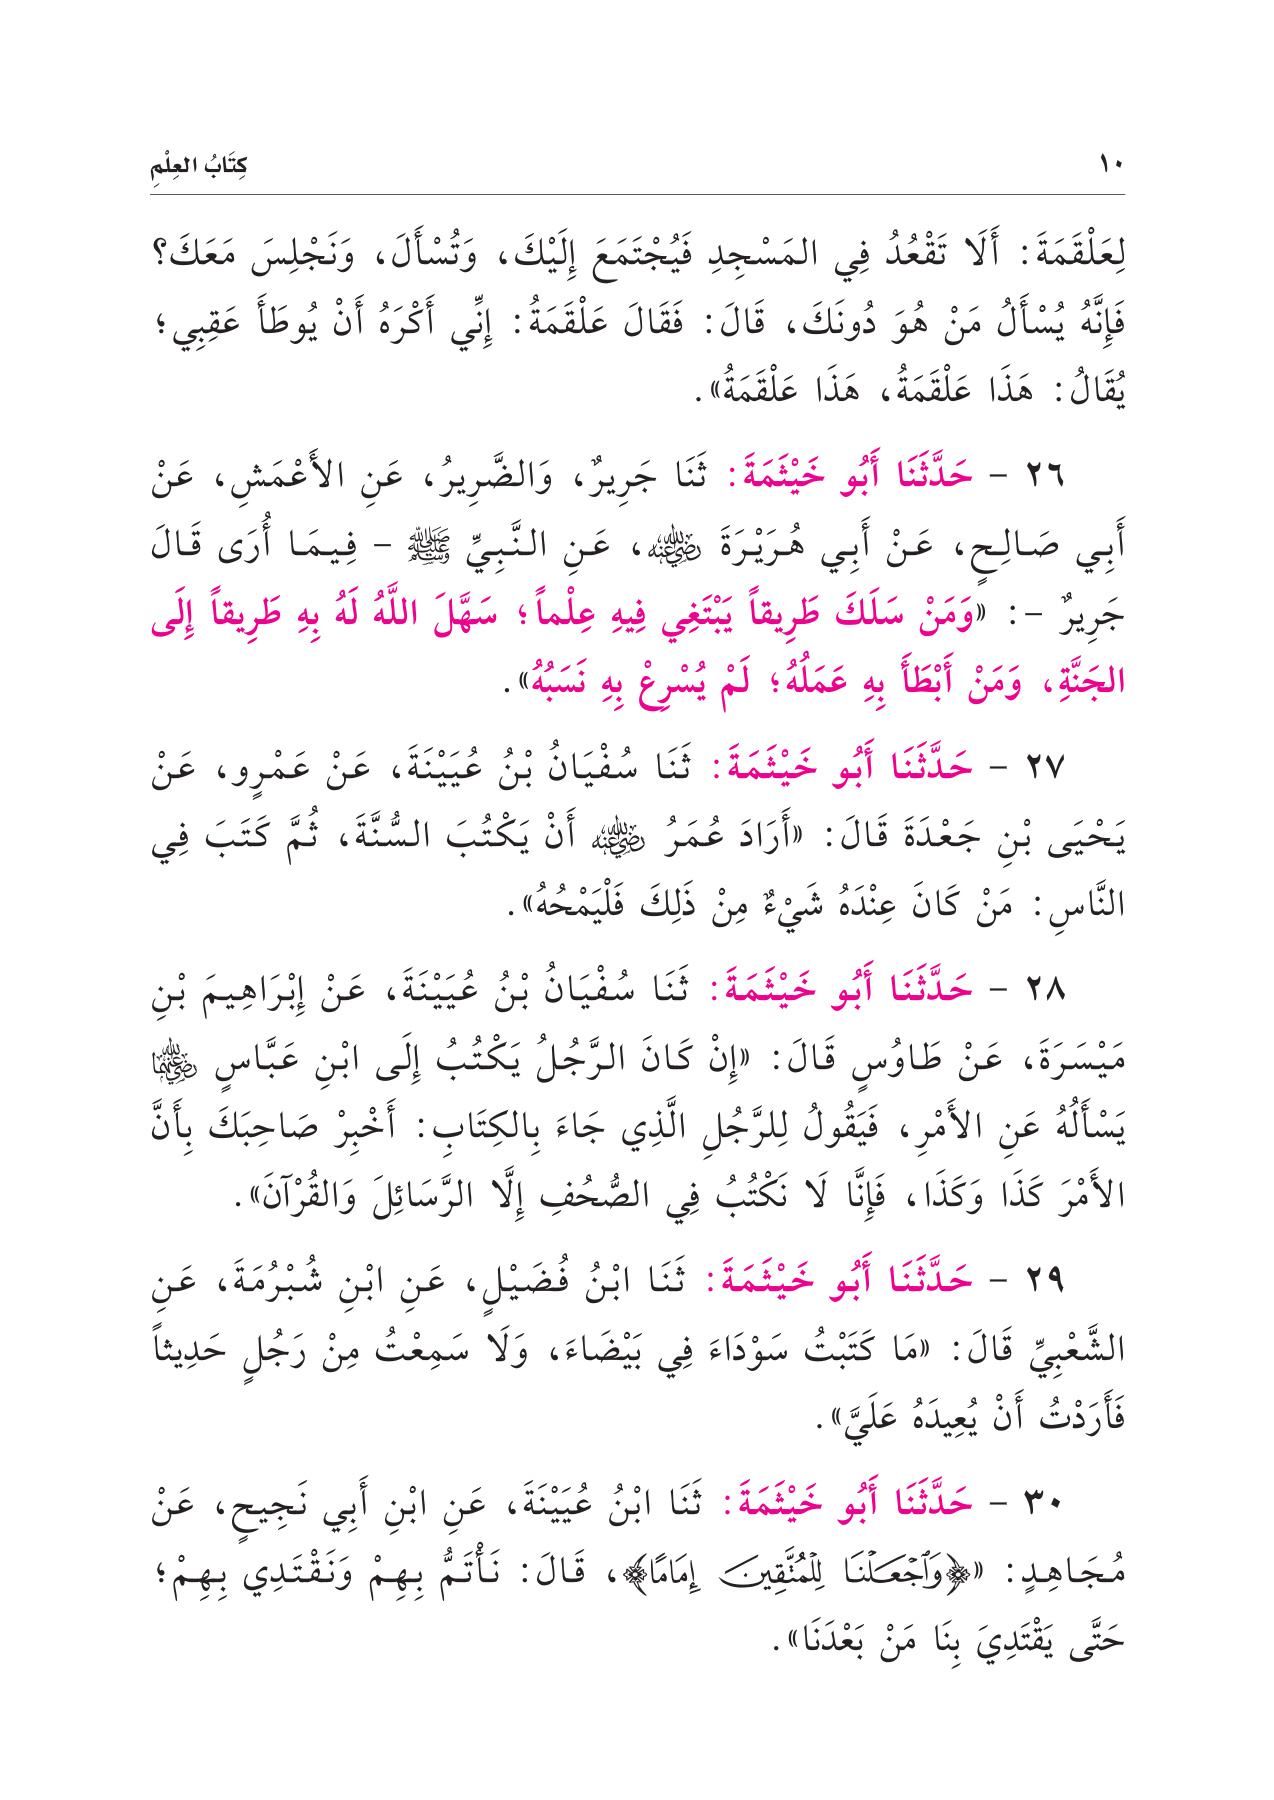 ١٠
كِتَابُ العِلْمِ
لِعَلْقَمَةَ: أَلَا تَقْعُدُ فِي المَسْجِدِ فَيُجْتَمَعَ إِلَيْكَ، وَتُسْأَلَ، وَنَجْلِسَ مَعَكَ؟
فَإِنَّهُ يُسْأَلُ مَنْ هُوَ دُونَكَ، قَالَ: فَقَالَ عَلْقَمَةُ: إِنِّي أَكْرَهُ أَنْ يُوطَأَ عَقِبِي؛
يُقَالُ: هَذَا عَلْقَمَةُ، هَذَا عَلْقَمَةُ».
٢٦ - حَدَّثَنَا أَبُو خَيْثَمَةَ: ثَنَا جَرِيرٌ، وَالضَّرِيرُ، عَنِ الأَعْمَشِ، عَنْ
أَبِي صَالِحٍ، عَنْ أَبِي هُرَيْرَةَ رضي الله عنه، عَنِ النَّبِيِّ ﷺ - فِيمَا أُرَى قَالَ
جَرِيرٌ -: «وَمَنْ سَلَكَ طَرِيقاً يَبْتَغِي فِيهِ عِلْماً؛ سَهَّلَ اللَّهُ لَهُ بِهِ طَرِيقاً إِلَى
الجَنَّةِ، وَمَنْ أَبْطَأَ بِهِ عَمَلُهُ؛ لَمْ يُسْرِعْ بِهِ نَسَبُهُ».
٢٧ - حَدَّثَنَا أَبُو خَيْثَمَةَ: ثَنَا سُفْيَانُ بْنُ عُيَيْنَةَ، عَنْ عَمْرٍو، عَنْ
يَحْيَى بْنِ جَعْدَةَ قَالَ: «أَرَادَ عُمَرُ رضي الله عنه أَنْ يَكْتُبَ السُّنَّةَ، ثُمَّ كَتَبَ فِي
النَّاسِ: مَنْ كَانَ عِنْدَهُ شَيْءٌ مِنْ ذَلِكَ فَلْيَمْحُهُ».
٢٨ - حَدَّثَنَا أَبُو خَيْثَمَةَ: ثَنَا سُفْيَانُ بْنُ عُيَيْنَةَ، عَنْ إِبْرَاهِيمَ بْنِ
مَيْسَرَةَ، عَنْ طَاوُسٍ قَالَ: «إِنْ كَانَ الرَّجُلُ يَكْتُبُ إِلَى ابْنِ عَبَّاسٍ رضي الله عنهما
يَسْأَلُهُ عَنِ الأَمْرِ، فَيَقُولُ لِلرَّجُلِ الَّذِي جَاءَ بِالكِتَابِ: أَخْبِرْ صَاحِبَكَ بِأَنَّ
الأَمْرَ كَذَا وَكَذَا، فَإِنَّا لَا نَكْتُبُ فِي الصُّحُفِ إِلَّا الرَّسَائِلَ وَالقُرْآنَ».
٢٩ - حَدَّثَنَا أَبُو خَيْثَمَةَ: ثَنَا ابْنُ فُضَيْلٍ، عَنِ ابْنِ شُبْرُمَةَ، عَنِ
الشَّعْبِيِّ قَالَ: «مَا كَتَبْتُ سَوْدَاءَ فِي بَيْضَاءَ، وَلَا سَمِعْتُ مِنْ رَجُلٍ حَدِيثاً
فَأَرَدْتُ أَنْ يُعِيدَهُ عَلَيَّ».
٣٠ - حَدَّثَنَا أَبُو خَيْثَمَةَ: ثَنَا ابْنُ عُيَيْنَةَ، عَنِ ابْنِ أَبِي نَجِيحٍ، عَنْ
مُجَاهِدٍ: «﴿وَٱجۡعَلۡنَا لِلۡمُتَّقِينَ إِمَامًا﴾، قَالَ: نَأْتَمُّ بِهِمْ وَنَقْتَدِي بِهِمْ؛
حَتَّى يَقْتَدِيَ بِنَا مَنْ بَعْدَنَا».